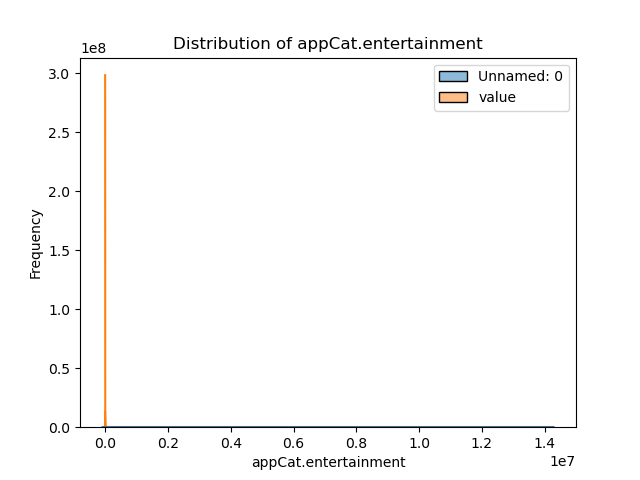 Distribution of appCat.entertainment
1e8
3.0
2.5
2.0
1.5
1.0
0.5
0.0
Frequency
Unnamed: 0
value
0.0 0.2 0.4 0.6 0.8 1.0 1.2 1.4
1e7
appCat.entertainment